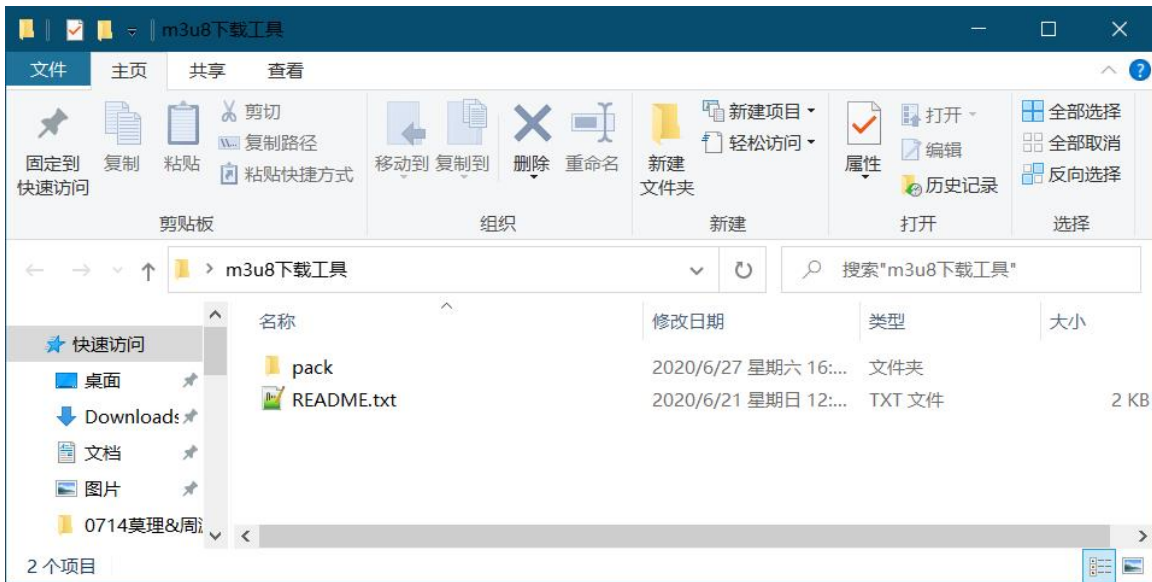 m3u8下载工具
文件 主页 共享 查看
固定到
快速访问
复制
粘贴
剪切
复制路径
粘贴快捷方式
移动到 复制到 删除 重命名
新建
文件夹
新建项目
轻松访问
属性
打开
编辑
历史记录
全部选择
全部取消
反向选择
剪贴板 组织 新建 打开 选择
m3u8下载工具 搜索"m3u8下载工具"
名称 修改日期 类型 大小
快速访问
桌面
Downloads
文档
图片
0714莫理&周
pack 2020/6/27 星期六 16:... 文件夹
README.txt 2020/6/21 星期日 12:... TXT 文件 2 KB
2 个项目